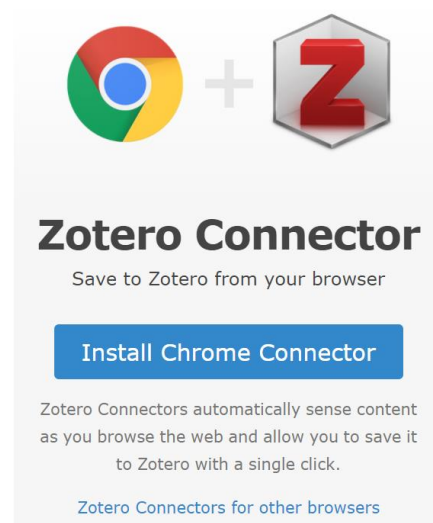 Z
Zotero Connector
Save to Zotero from your browser
Install Chrome Connector
Zotero Connectors automatically sense content
as you browse the web and allow you to save it
to Zotero with a single click.
Zotero Connectors for other browsers